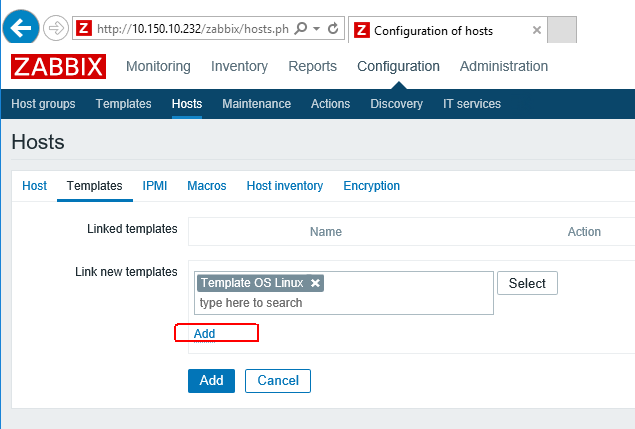 http://10.150.10.232/zabbix/hosts.ph
Z Configuration of hosts
ZABBIX Monitoring Inventory Reports Configuration Administration
Host groups Templates Hosts Maintenance Actions Discovery IT services
Hosts
Host Templates IPMI Macros Host inventory Encryption
Linked templates Name Action
Link new templates Template OS Linux Select
type here to search
Add
Add Cancel